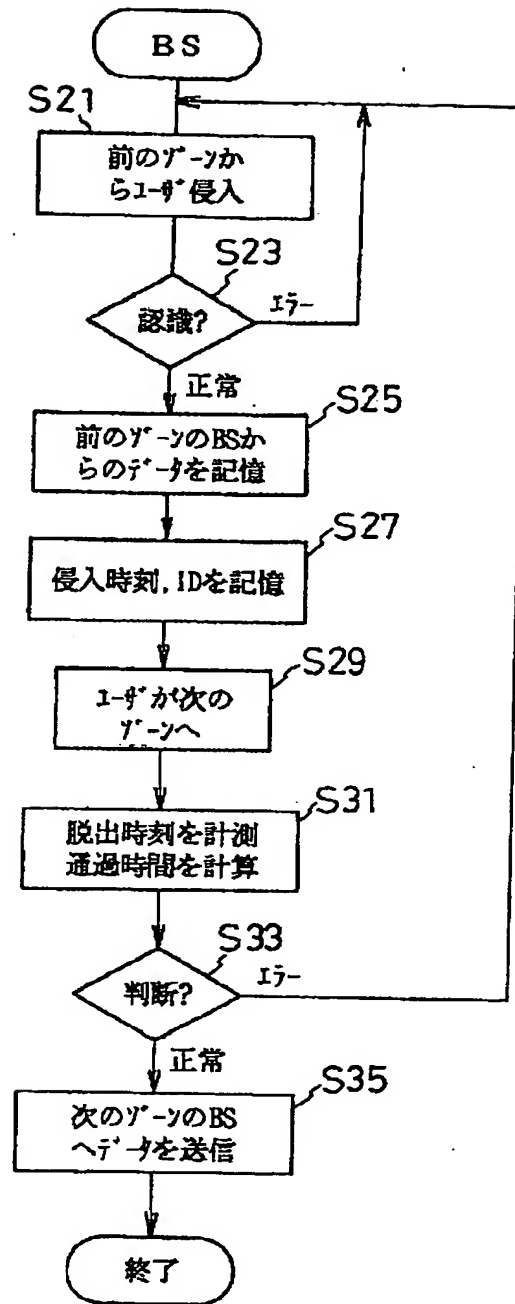 BS
S21
前のゾーンか
らユーザ侵入
S23
認識?
エラー
正常
S25
前のゾーンのBSか
らのデータを記憶
S27
侵入時刻,IDを記憶
S29
ユーザが次の
ゾーンへ
S31
脱出時刻を計測
通過時間を計算
S33
判断?
エラー
正常
S35
次のゾーンのBS
へデータを送信
終了